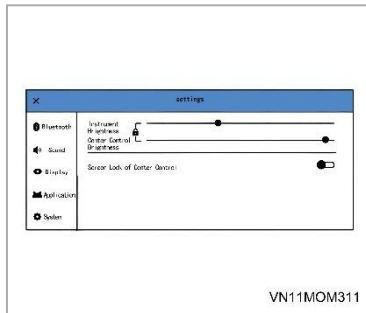 settings
Bluetooth
Sound
Display
Application
System
Instrument
Brightness
Center Control
Brightness
Screen Lock of Center Control
VN11MOM311